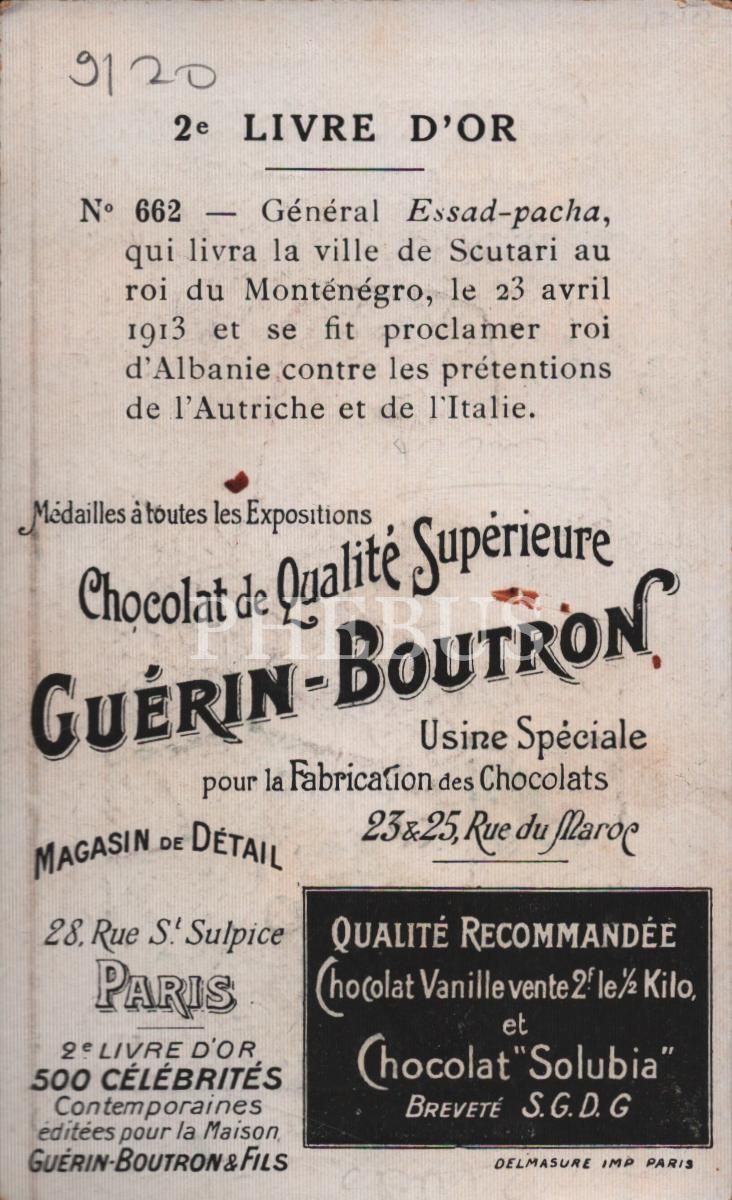 9120
2e LIVRE D'OR
No 662 — Général Essad-pacha,
qui livra la ville de Scutari au
roi du Monténégro, le 23 avril
1913 et se fit proclamer roi
d'Albanie contre les prétentions
de l'Autriche et de l'Italie.
Médailles à toutes les Expositions
Chocolat de Qualité Supérieure
PHEBUS
GUÉRIN-BOUTRON
Usine Spéciale
pour la Fabrication des Chocolats
23 & 25, Rue du Maroc
MAGASIN DE DÉTAIL
28, Rue St Sulpice
PARIS
2e LIVRE D'OR
500 CÉLÉBRITÉS
Contemporaines
éditées pour la Maison
GUÉRIN-BOUTRON & FILS
QUALITÉ RECOMMANDÉE
Chocolat Vanille vente 2f le ½ Kilo,
et
Chocolat "Solubia"
BREVETÉ S.G.D.G
DELMASURE IMP PARIS